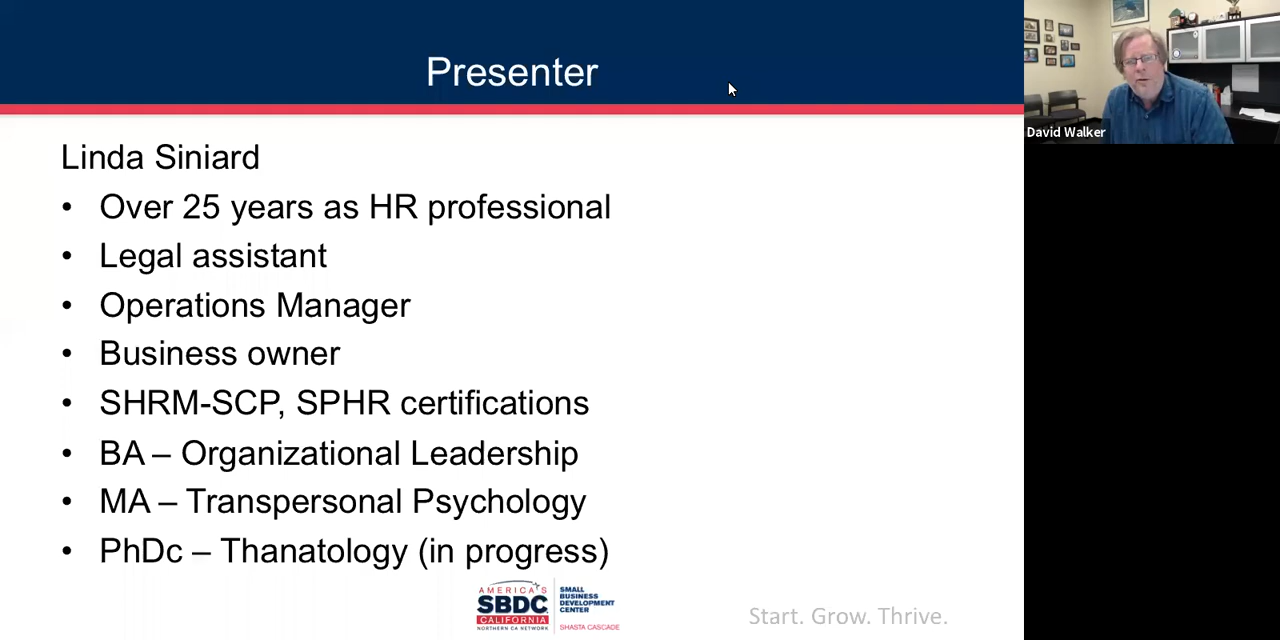 Presenter
David Walker
Linda Siniard
• Over 25 years as HR professional
• Legal assistant
• Operations Manager
• Business owner
• SHRM-SCP, SPHR certifications
• BA – Organizational Leadership
• MA – Transpersonal Psychology
• PhDc – Thanatology (in progress)
AMERICA'S
SBDC
CALIFORNIA
NORTHERN CA NETWORK
SMALL
BUSINESS
DEVELOPMENT
CENTER
SHASTA CASCADE
Start. Grow. Thrive.